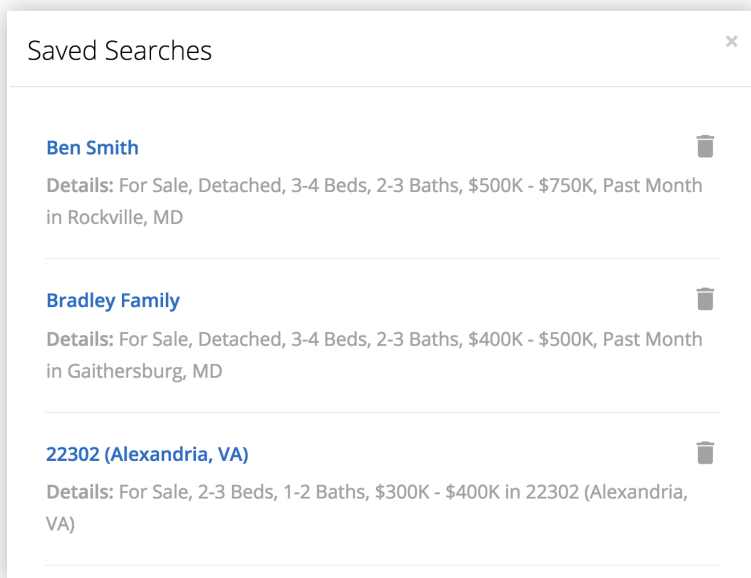 Saved Searches
×
Ben Smith
Details: For Sale, Detached, 3-4 Beds, 2-3 Baths, $500K - $750K, Past Month
in Rockville, MD
Bradley Family
Details: For Sale, Detached, 3-4 Beds, 2-3 Baths, $400K - $500K, Past Month
in Gaithersburg, MD
22302 (Alexandria, VA)
Details: For Sale, 2-3 Beds, 1-2 Baths, $300K - $400K in 22302 (Alexandria,
VA)